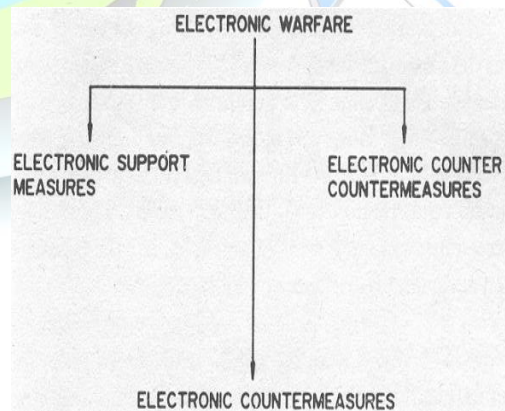 ELECTRONIC WARFARE
ELECTRONIC SUPPORT
MEASURES
ELECTRONIC COUNTER
COUNTERMEASURES
ELECTRONIC COUNTERMEASURES